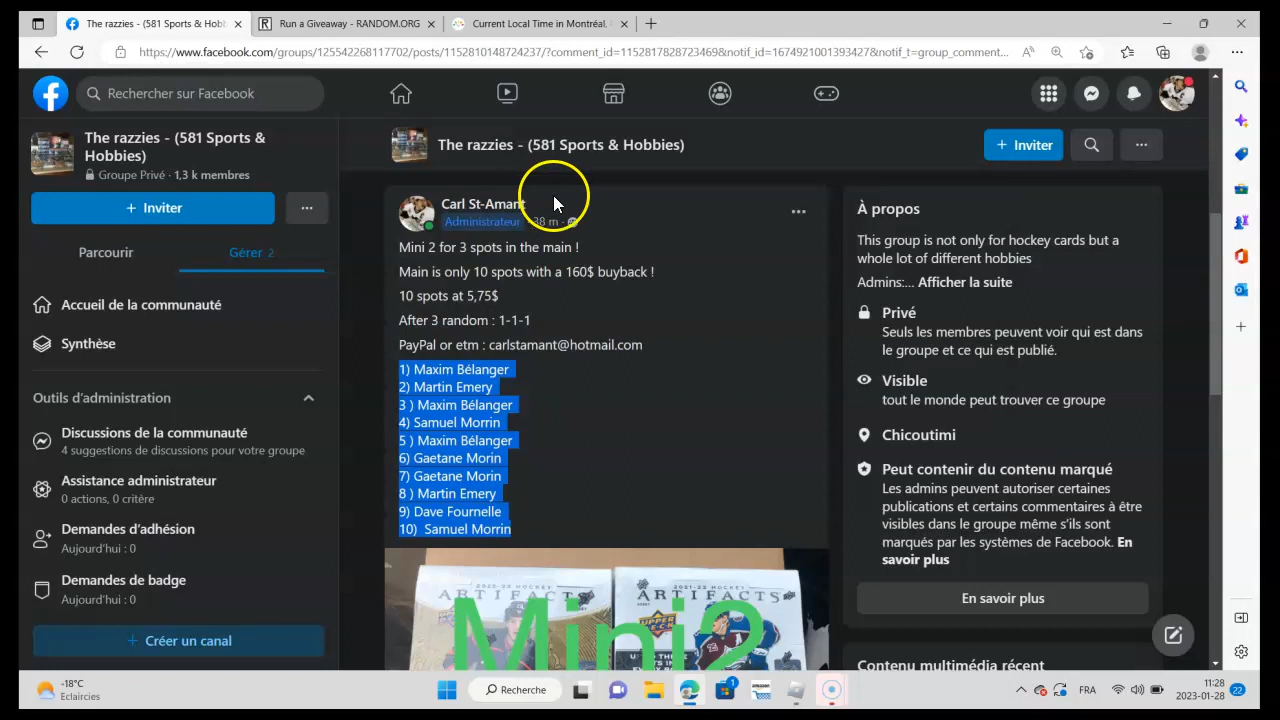 The razzies - (581 Sports & Hobb
Run a Giveaway - RANDOM.ORG
Current Local Time in Montréal,
https://www.facebook.com/groups/125542268117702/posts/1152810148724237/?comment_id=1152817828723469&notif_id=1674921001393427&notif_t=group_comment...
Rechercher sur Facebook
The razzies - (581 Sports &
Hobbies)
Groupe Privé · 1,3 k membres
+ Inviter
...
Parcourir
Gérer 2
Accueil de la communauté
Synthèse
Outils d'administration
Discussions de la communauté
4 suggestions de discussions pour votre groupe
Assistance administrateur
0 actions, 0 critère
Demandes d'adhésion
Aujourd'hui : 0
Demandes de badge
Aujourd'hui : 0
+ Créer un canal
The razzies - (581 Sports & Hobbies)
+ Inviter
...
Carl St-Amant
Administrateur · 38 m ·
Mini 2 for 3 spots in the main !
Main is only 10 spots with a 160$ buyback !
10 spots at 5,75$
After 3 random : 1-1-1
PayPal or etm : carlstamant@hotmail.com
1) Maxim Bélanger
2) Martin Emery
3 ) Maxim Bélanger
4) Samuel Morrin
5 ) Maxim Bélanger
6) Gaetane Morin
7) Gaetane Morin
8 ) Martin Emery
9) Dave Fournelle
10) Samuel Morrin
2021-22 HOCKEY
ARTIFACTS
2021-22 HOCKEY
ARTIFACTS
UPPER DECK
Mini2
À propos
This group is not only for hockey cards but a
whole lot of different hobbies
Admins:... Afficher la suite
Privé
Seuls les membres peuvent voir qui est dans
le groupe et ce qui est publié.
Visible
tout le monde peut trouver ce groupe
Chicoutimi
Peut contenir du contenu marqué
Les admins peuvent autoriser certaines
publications et certains commentaires à être
visibles dans le groupe même s'ils sont
marqués par les systèmes de Facebook. En
savoir plus
En savoir plus
Contenu multimédia récent
-18°C
Eclaircies
Recherche
1
FRA
11:28
2023-01-28
22